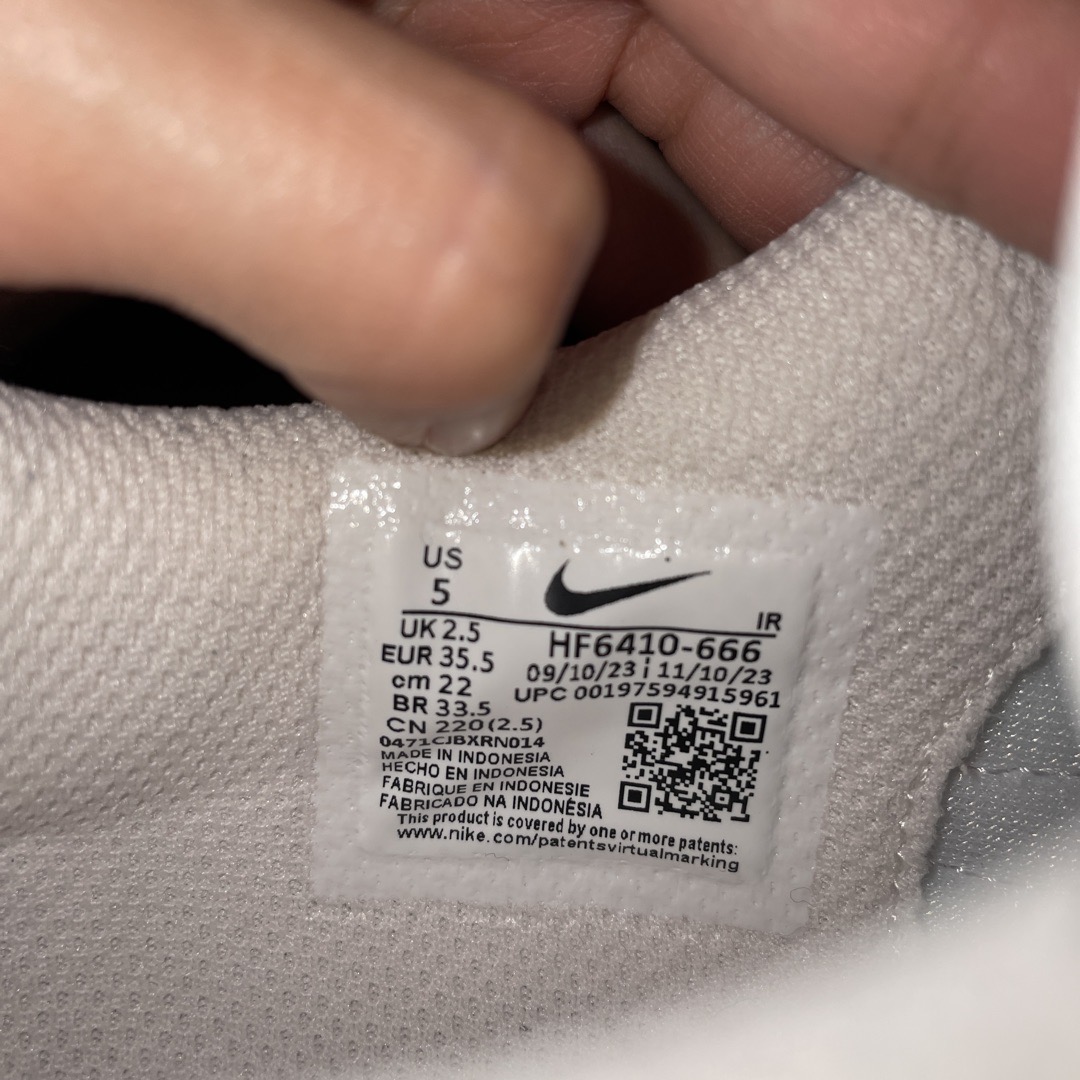 US
5
IR
UK 2.5
HF6410-666
EUR 35.5
09/10/23 | 11/10/23
cm 22
UPC 00197594915961
BR 33.5
CN 220(2.5)
0471CJBXRN014
MADE IN INDONESIA
HECHO EN INDONESIA
FABRIQUE EN INDONESIE
FABRICADO NA INDONÉSIA
This product is covered by one or more patents:
www.nike.com/patentsvirtualmarking